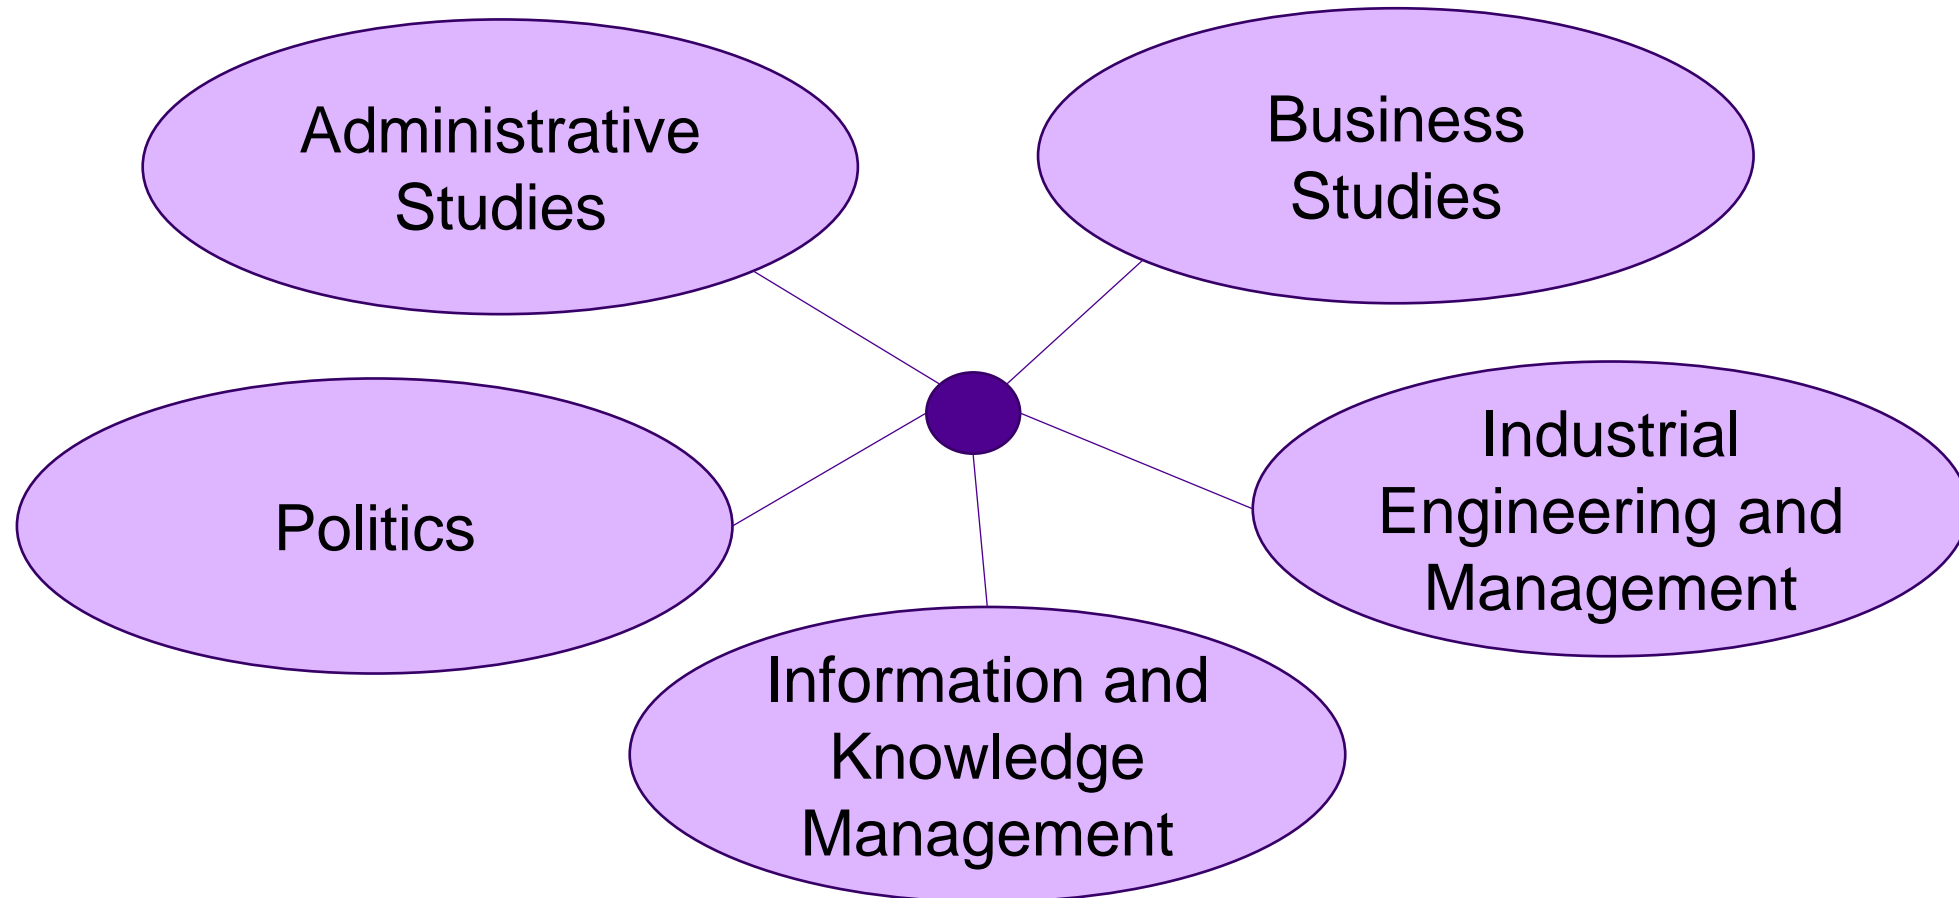 Administrative
Studies
Business
Studies
Politics
Industrial
Engineering and
Management
Information and
Knowledge
Management